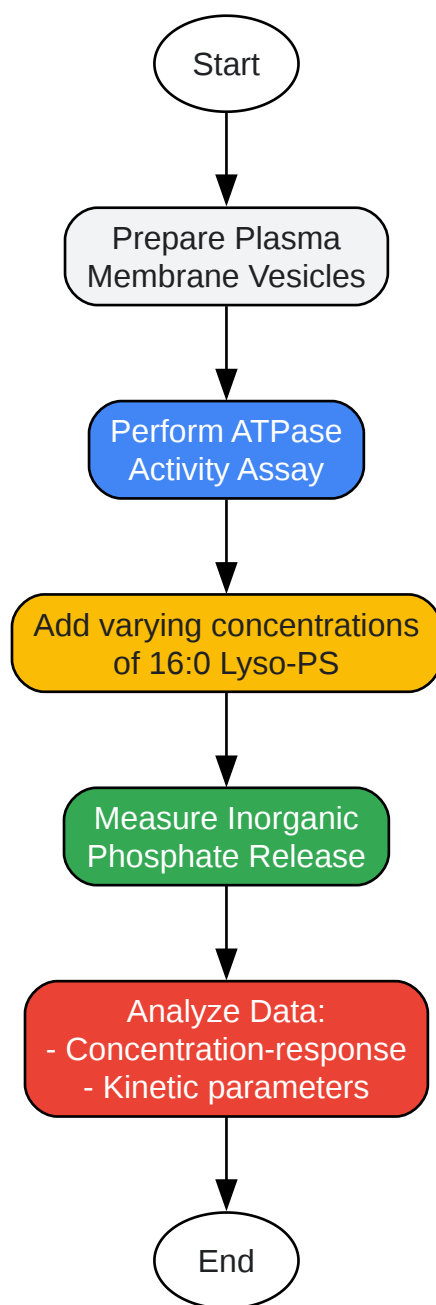 Start
Prepare Plasma
Membrane Vesicles
Perform ATPase
Activity Assay
Add varying concentrations
of 16:0 Lyso-PS
Measure Inorganic
Phosphate Release
Analyze Data:
- Concentration-response
- Kinetic parameters
End